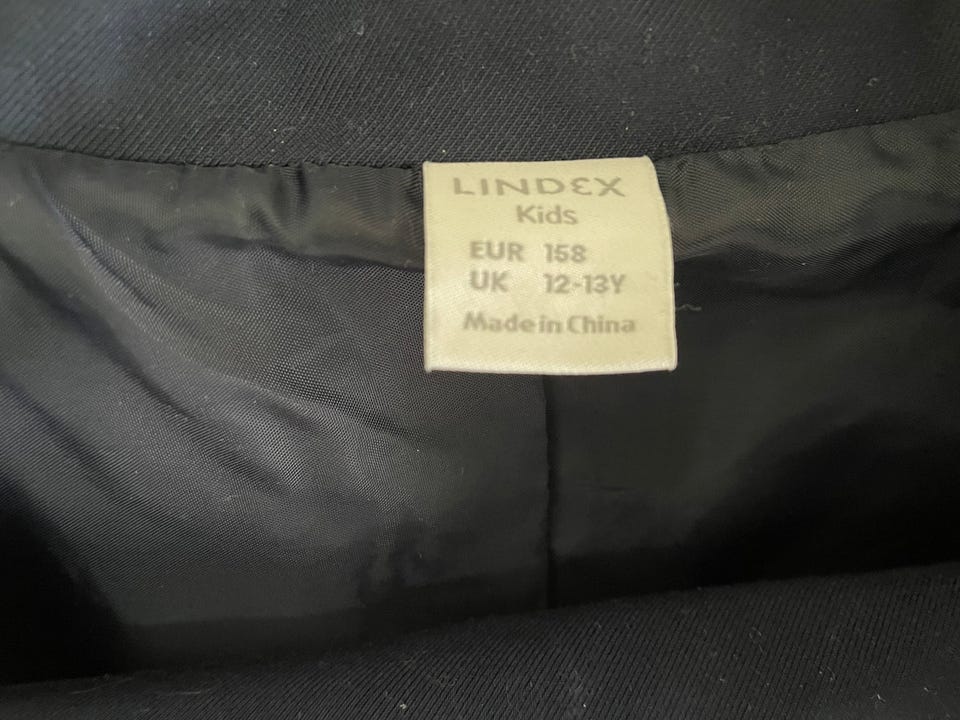 LINDEX
Kids
EUR 158
UK 12-13Y
Made in China